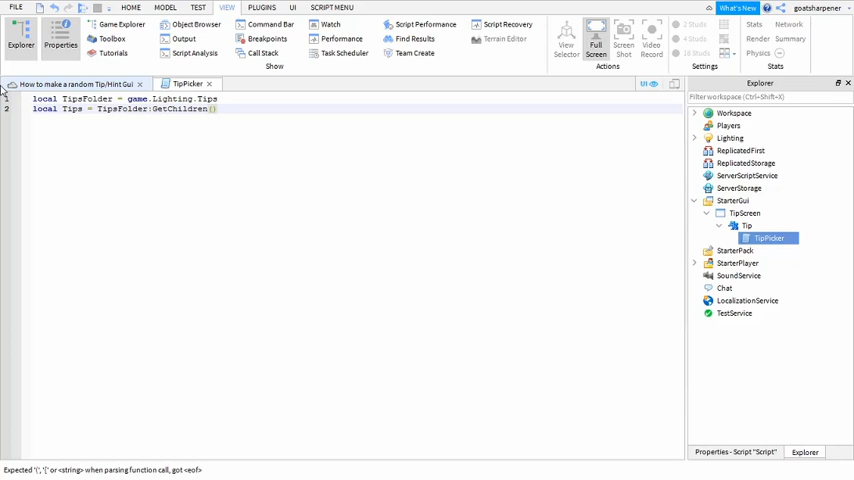 FILE HOME MODEL TEST VIEW PLUGINS UI SCRIPT MENU What's New goatsharpener
Explorer Properties Game Explorer Object Browser Command Bar Watch Script Performance Script Recovery 2 Studs Stats Network
Toolbox Output Breakpoints Performance Find Results Terrain Editor View Selector Full Screen Screen Shot Video Record 4 Studs Render Summary
Tutorials Script Analysis Call Stack Task Scheduler Team Create 16 Studs Physics
Show Actions Settings Stats
How to make a random Tip/Hint Gui TipPicker UI Explorer
Filter workspace (Ctrl+Shift+X)
1 local TipsFolder = game.Lighting.Tips
2 local Tips = TipsFolder:GetChildren()
Workspace
Players
Lighting
ReplicatedFirst
ReplicatedStorage
ServerScriptService
ServerStorage
StarterGui
TipScreen
Tip
TipPicker
StarterPack
StarterPlayer
SoundService
Chat
LocalizationService
TestService
Properties - Script "Script" Explorer
Expected '(', '{' or <string> when parsing function call, got <eof>